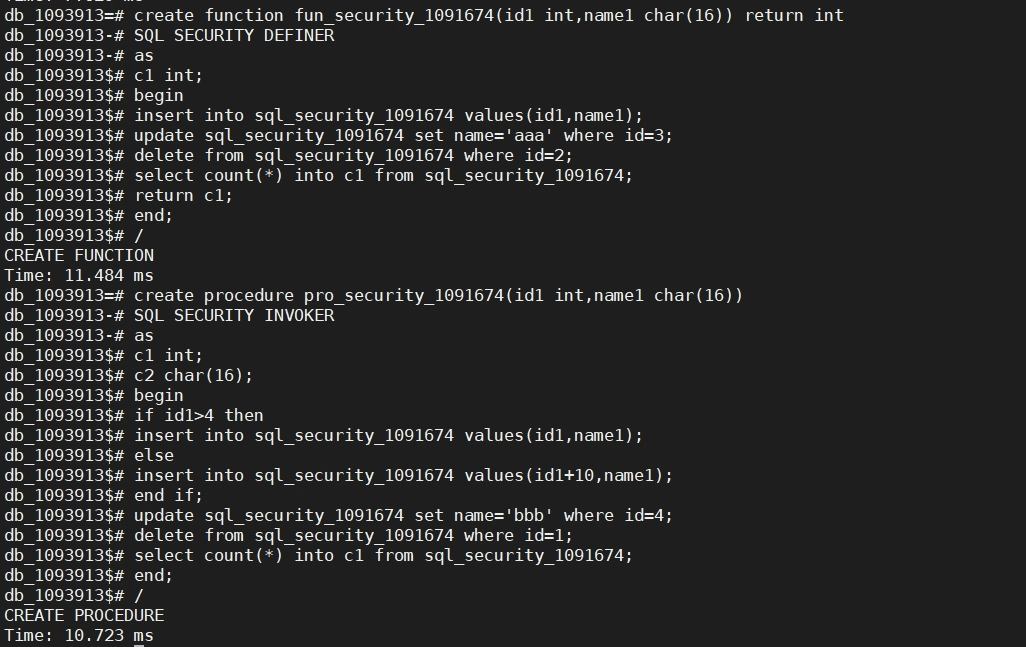 db_1093913=# create function fun_security_1091674(id1 int,name1 char(16)) return int
db_1093913-# SQL SECURITY DEFINER
db_1093913-# as
db_1093913$# c1 int;
db_1093913$# begin
db_1093913$# insert into sql_security_1091674 values(id1,name1);
db_1093913$# update sql_security_1091674 set name='aaa' where id=3;
db_1093913$# delete from sql_security_1091674 where id=2;
db_1093913$# select count(*) into c1 from sql_security_1091674;
db_1093913$# return c1;
db_1093913$# end;
db_1093913$# /
CREATE FUNCTION
Time: 11.484 ms
db_1093913=# create procedure pro_security_1091674(id1 int,name1 char(16))
db_1093913-# SQL SECURITY INVOKER
db_1093913-# as
db_1093913$# c1 int;
db_1093913$# c2 char(16);
db_1093913$# begin
db_1093913$# if id1>4 then
db_1093913$# insert into sql_security_1091674 values(id1,name1);
db_1093913$# else
db_1093913$# insert into sql_security_1091674 values(id1+10,name1);
db_1093913$# end if;
db_1093913$# update sql_security_1091674 set name='bbb' where id=4;
db_1093913$# delete from sql_security_1091674 where id=1;
db_1093913$# select count(*) into c1 from sql_security_1091674;
db_1093913$# end;
db_1093913$# /
CREATE PROCEDURE
Time: 10.723 ms